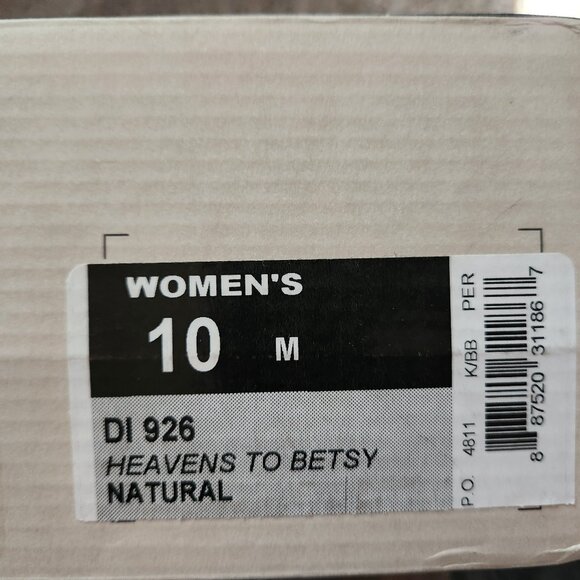 WOMEN'S
10 M
DI 926
HEAVENS TO BETSY
NATURAL
P.O. 4811 K/BB PER
8 87520 31186 7